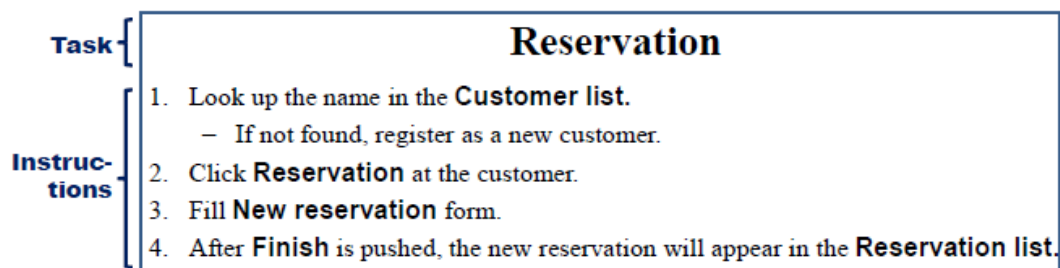 Task
Reservation
1. Look up the name in the Customer list.
– If not found, register as a new customer.
Instruc-
tions
2. Click Reservation at the customer.
3. Fill New reservation form.
4. After Finish is pushed, the new reservation will appear in the Reservation list.